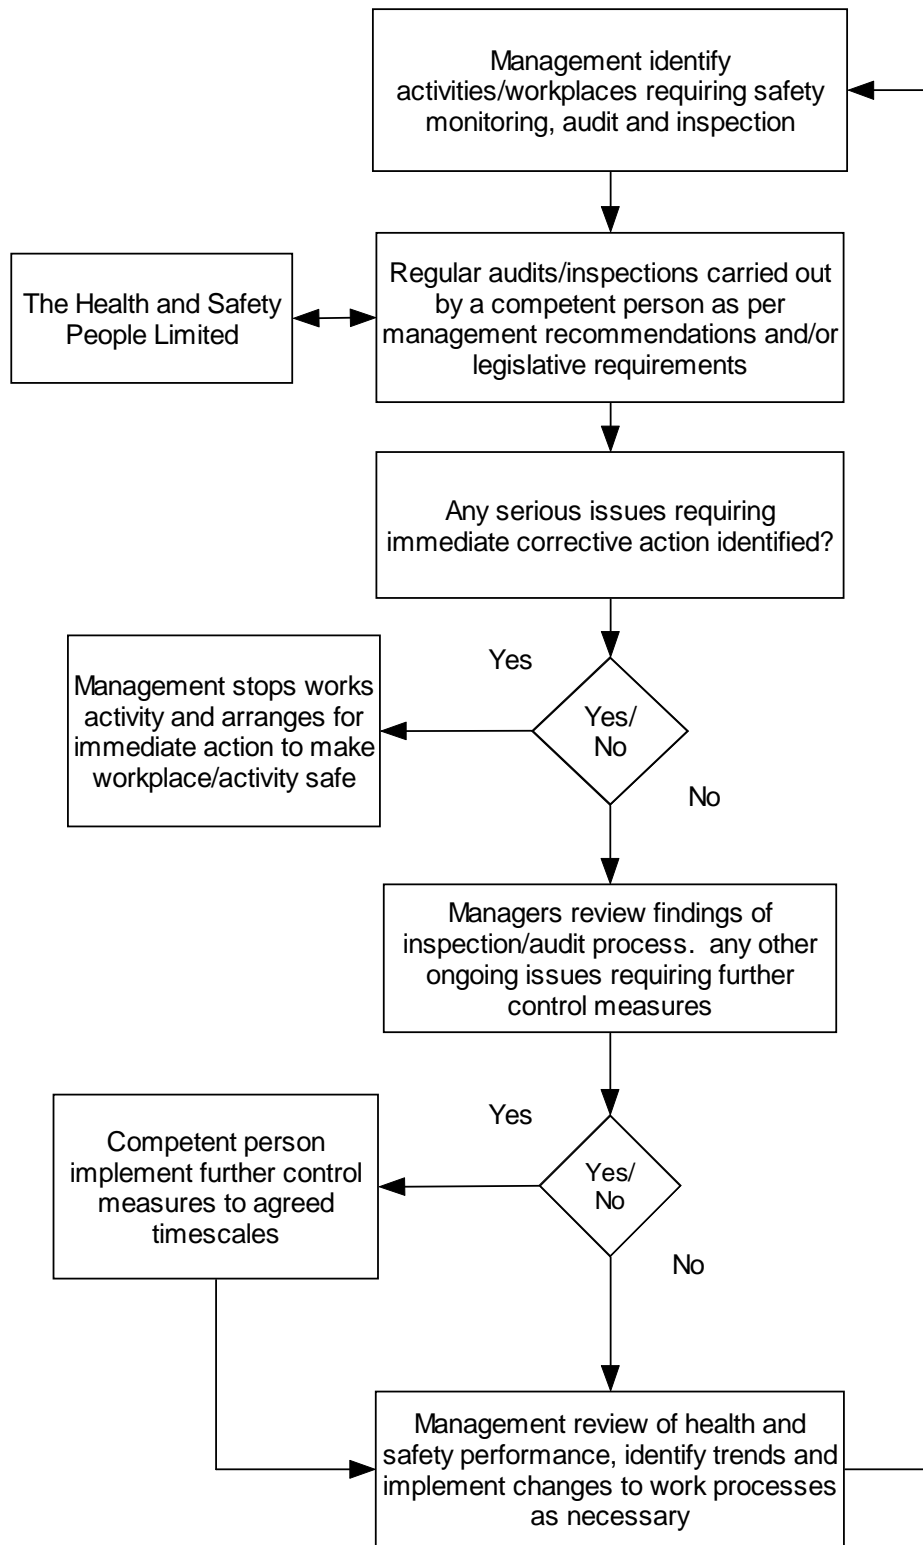 Management identify
activities/workplaces requiring safety
monitoring, audit and inspection
The Health and Safety
People Limited
Regular audits/inspections carried out
by a competent person as per
management recommendations and/or
legislative requirements
Any serious issues requiring
immediate corrective action identified?
Yes
Management stops works
activity and arranges for
immediate action to make
workplace/activity safe
Yes/
No
No
Managers review findings of
inspection/audit process.  any other
ongoing issues requiring further
control measures
Yes
Competent person
implement further control
measures to agreed
timescales
Yes/
No
No
Management review of health and
safety performance, identify trends and
implement changes to work processes
as necessary